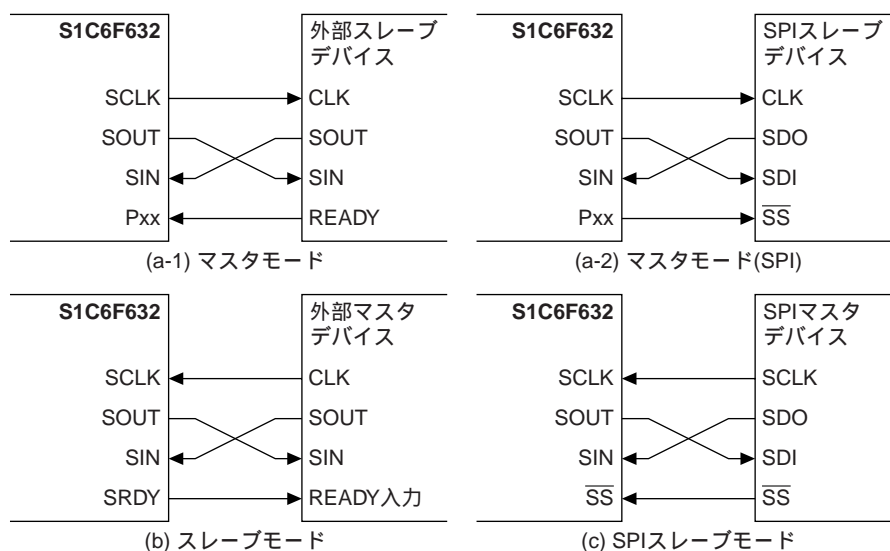 S1C6F632
外部スレーブ
デバイス
SCLK
CLK
SOUT
SOUT
SIN
SIN
Pxx
READY
(a-1) マスタモード
S1C6F632
SPIスレーブ
デバイス
SCLK
CLK
SOUT
SDO
SIN
SDI
Pxx
SS
(a-2) マスタモード(SPI)
S1C6F632
外部マスタ
デバイス
SCLK
CLK
SOUT
SOUT
SIN
SIN
SRDY
READY入力
(b) スレーブモード
S1C6F632
SPIマスタ
デバイス
SCLK
SCLK
SOUT
SDO
SIN
SDI
SS
SS
(c) SPIスレーブモード